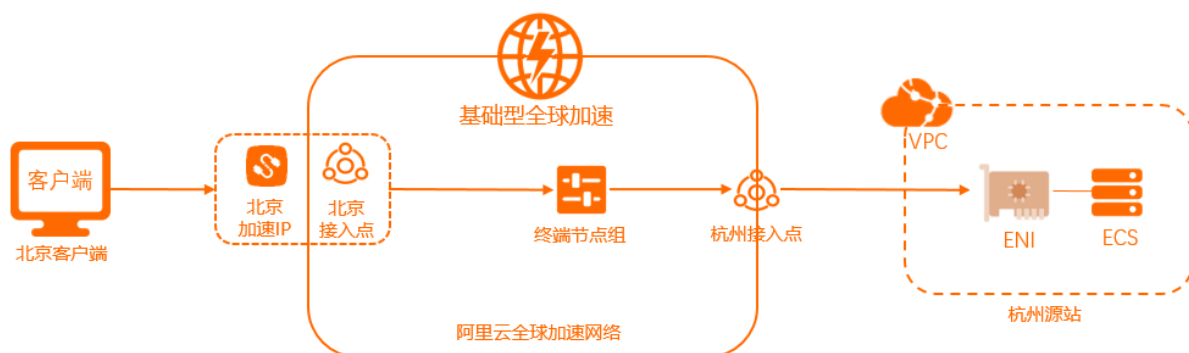 基础型全球加速
VPC
客户端
北京
加速IP
北京
接入点
终端节点组
杭州接入点
ENI
ECS
北京客户端
杭州源站
阿里云全球加速网络